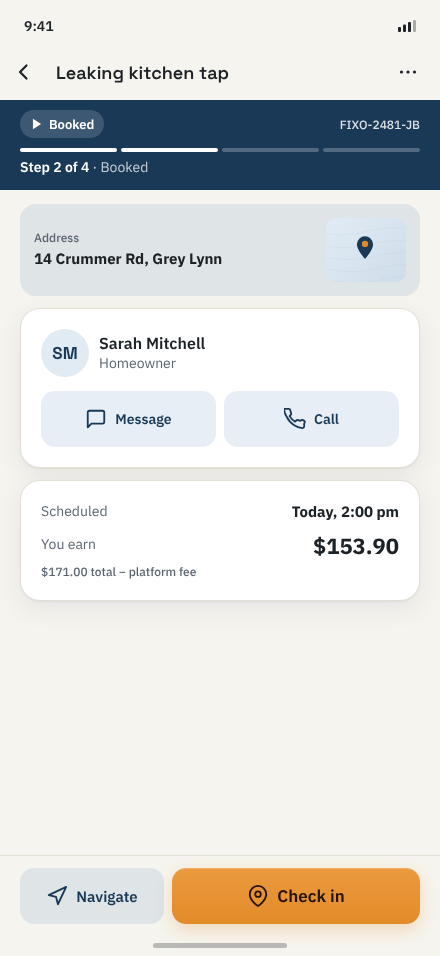 9:41
Leaking kitchen tap
Booked
FIXO-2481-JB
Step 2 of 4 · Booked
Address
14 Crummer Rd, Grey Lynn
SM
Sarah Mitchell
Homeowner
Message
Call
Scheduled
Today, 2:00 pm
You earn
$153.90
$171.00 total – platform fee
Navigate
Check in